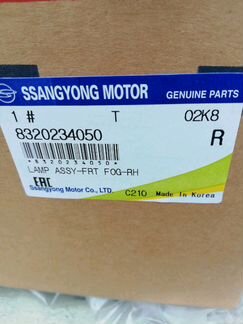 SSANGYONG MOTOR GENUINE PARTS
1 # T 02K8
8320234050 R
*8320234050*
LAMP ASSY-FRT FOG-RH
EAC
Ssangyong Motor Co., LTD. C210 Made in Korea